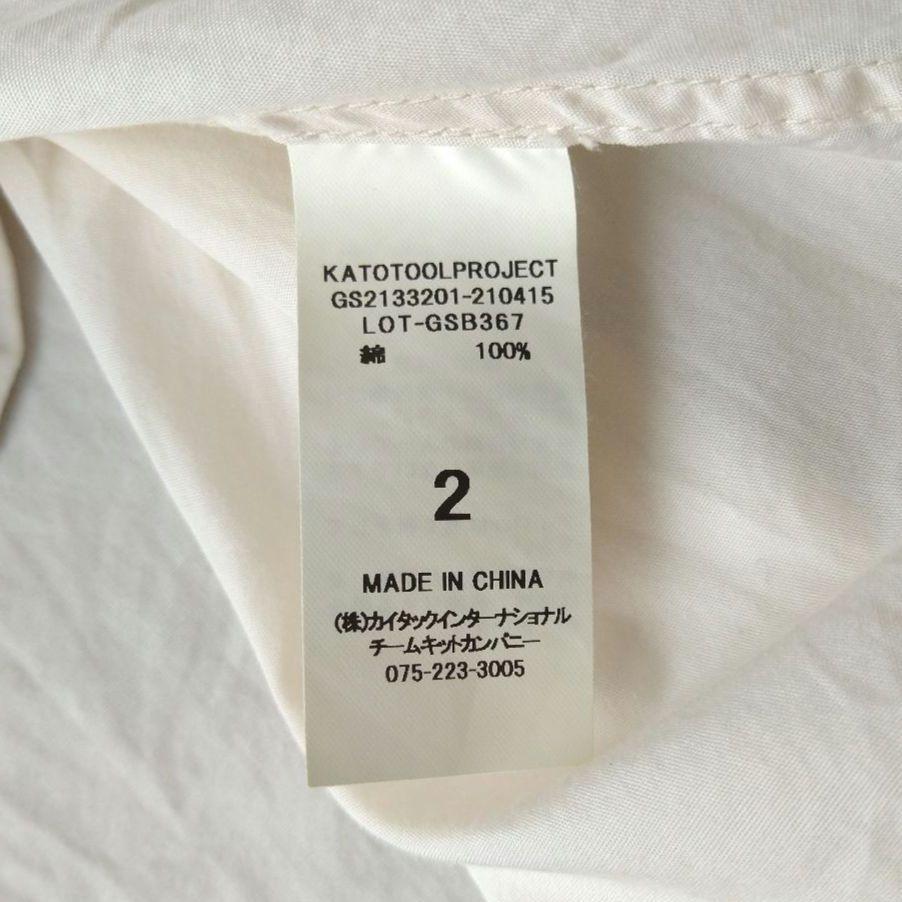 KATOTOOLPROJECT
GS2133201-210415
LOT-GSB367
綿 100%
2
MADE IN CHINA
(株)カイタックインターナショナル
チームキットカンパニー
075-223-3005